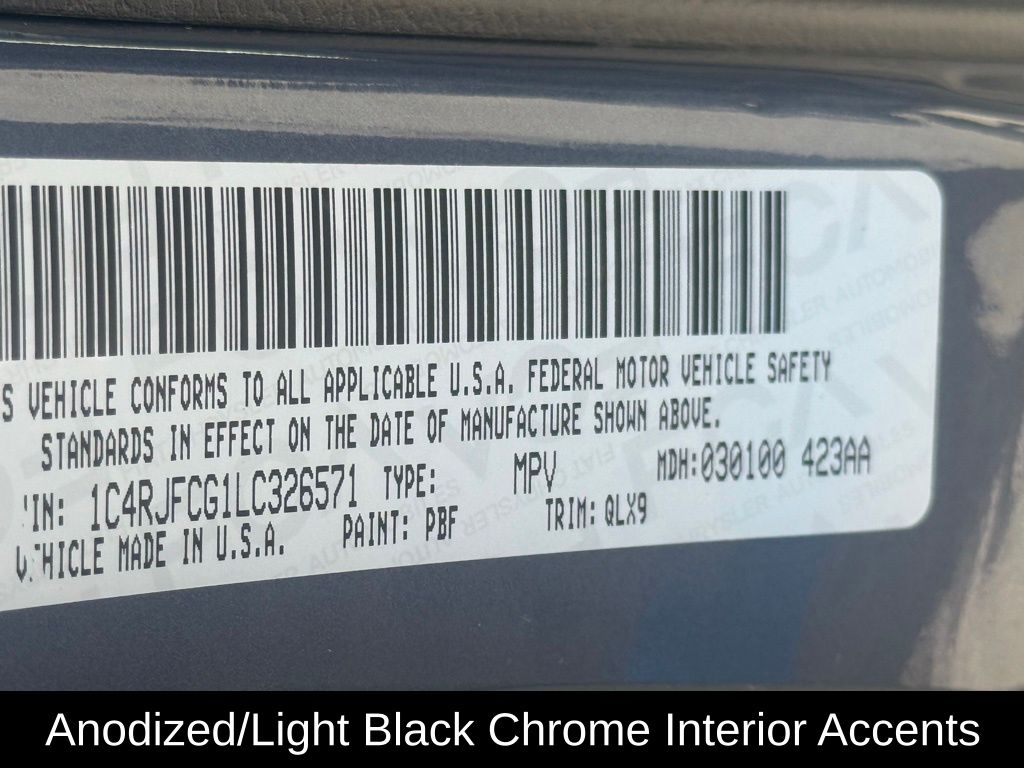 S VEHICLE CONFORMS TO ALL APPLICABLE U.S.A. FEDERAL MOTOR VEHICLE SAFETY
STANDARDS IN EFFECT ON THE DATE OF MANUFACTURE SHOWN ABOVE.
'IN: 1C4RJFCG1LC326571 TYPE: MPV MDH:030100 423AA
VEHICLE MADE IN U.S.A. PAINT: PBF TRIM: QLX9
Anodized/Light Black Chrome Interior Accents